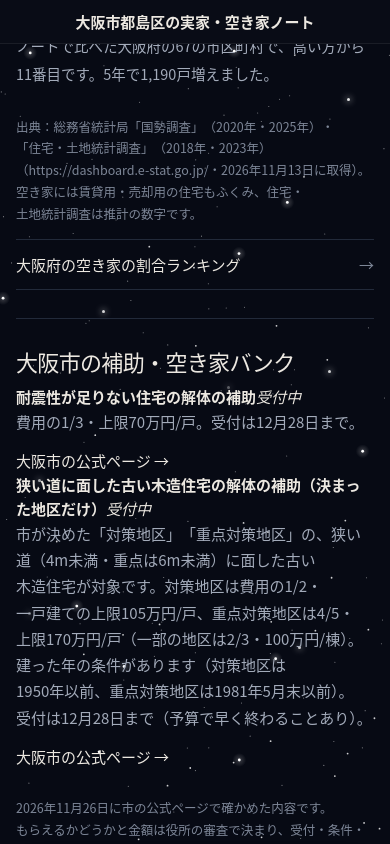 大阪市都島区の実家・空き家ノート
ノートで比べた大阪府の67の市区町村で、高い方から
11番目です。5年で1,190戸増えました。
出典：総務省統計局「国勢調査」（2020年・2025年）・
「住宅・土地統計調査」（2018年・2023年）
（https://dashboard.e-stat.go.jp/・2026年11月13日に取得）。
空き家には賃貸用・売却用の住宅もふくみ、住宅・
土地統計調査は推計の数字です。
大阪府の空き家の割合ランキング →
大阪市の補助・空き家バンク
耐震性が足りない住宅の解体の補助受付中
費用の1/3・上限70万円/戸。受付は12月28日まで。
大阪市の公式ページ →
狭い道に面した古い木造住宅の解体の補助（決まっ
た地区だけ）受付中
市が決めた「対策地区」「重点対策地区」の、狭い
道（4m未満・重点は6m未満）に面した古い
木造住宅が対象です。対策地区は費用の1/2・
一戸建ての上限105万円/戸、重点対策地区は4/5・
上限170万円/戸（一部の地区は2/3・100万円/棟）。
建った年の条件があります（対策地区は
1950年以前、重点対策地区は1981年5月末以前）。
受付は12月28日まで（予算で早く終わることあり）。
大阪市の公式ページ →
2026年11月26日に市の公式ページで確かめた内容です。
もらえるかどうかと金額は役所の審査で決まり、受付・条件・